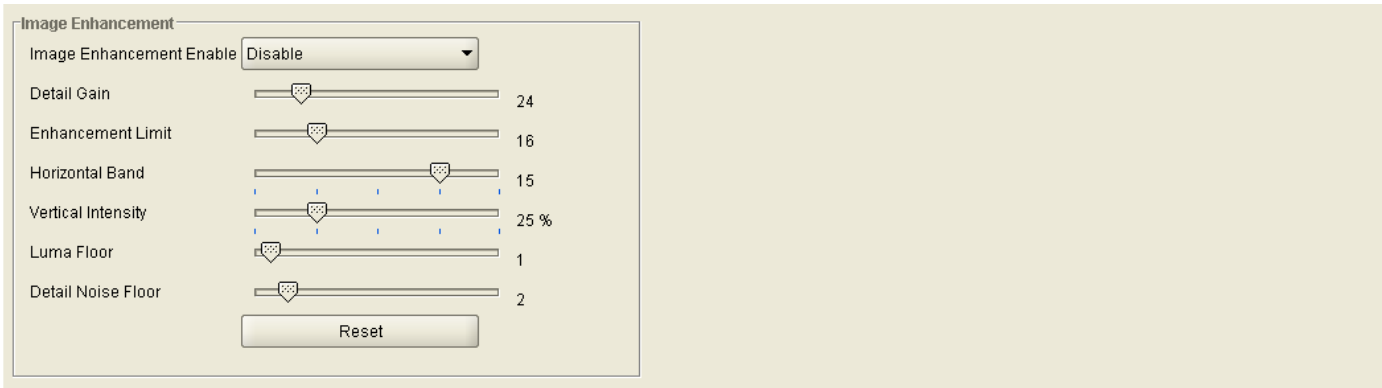 Image Enhancement
Image Enhancement Enable Disable
Detail Gain 24
Enhancement Limit 16
Horizontal Band 15
Vertical Intensity 25 %
Luma Floor 1
Detail Noise Floor 2
Reset